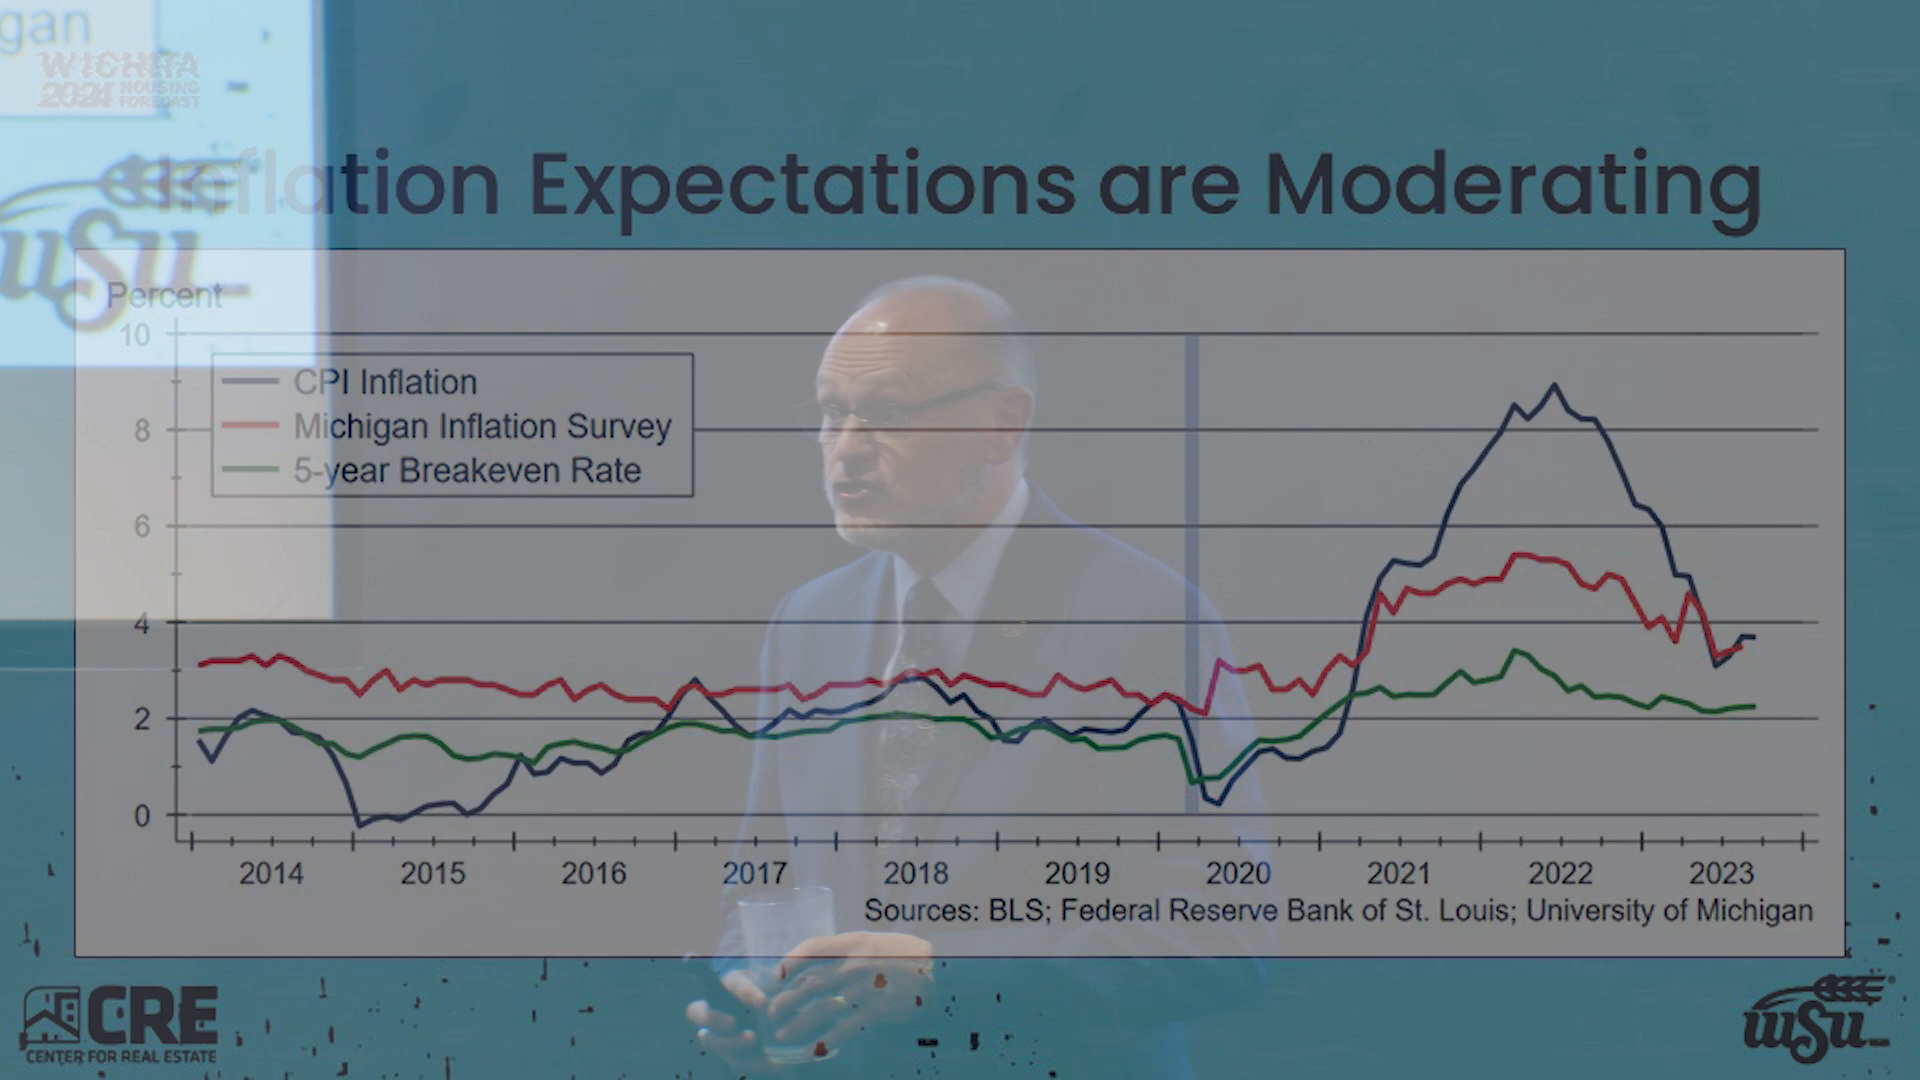 gan
WICHITA
2024 HOUSING
FORECAST
Inflation Expectations are Moderating
wSu
Percent
10
8
6
4
2
0
CPI Inflation
Michigan Inflation Survey
5-year Breakeven Rate
2014 2015 2016 2017 2018 2019 2020 2021 2022 2023
Sources: BLS; Federal Reserve Bank of St. Louis; University of Michigan
CRE
CENTER FOR REAL ESTATE
wSu